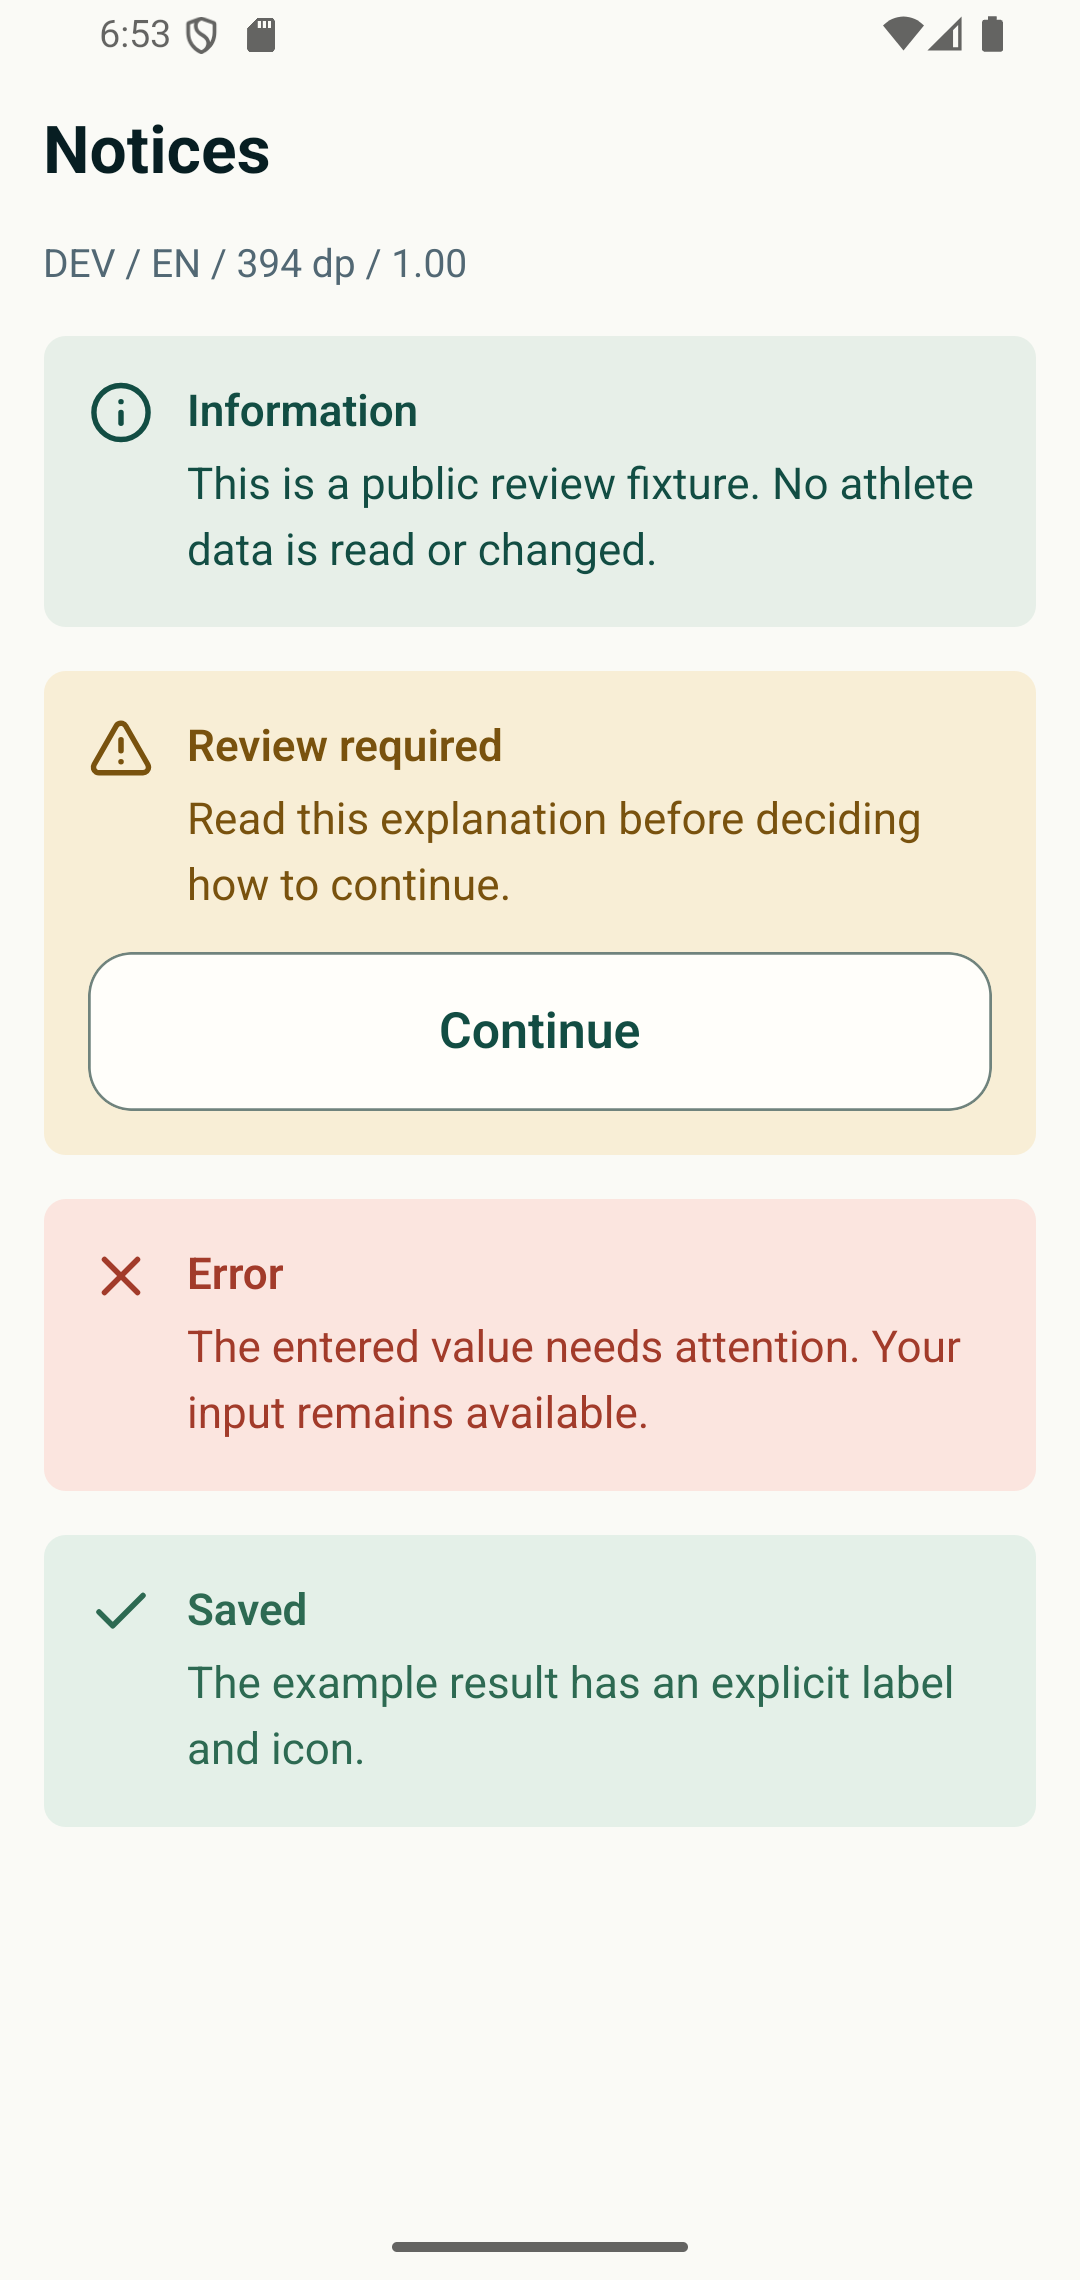 6:53
Notices
DEV / EN / 394 dp / 1.00
Information
This is a public review fixture. No athlete
data is read or changed.
Review required
Read this explanation before deciding
how to continue.
Continue
Error
The entered value needs attention. Your
input remains available.
Saved
The example result has an explicit label
and icon.